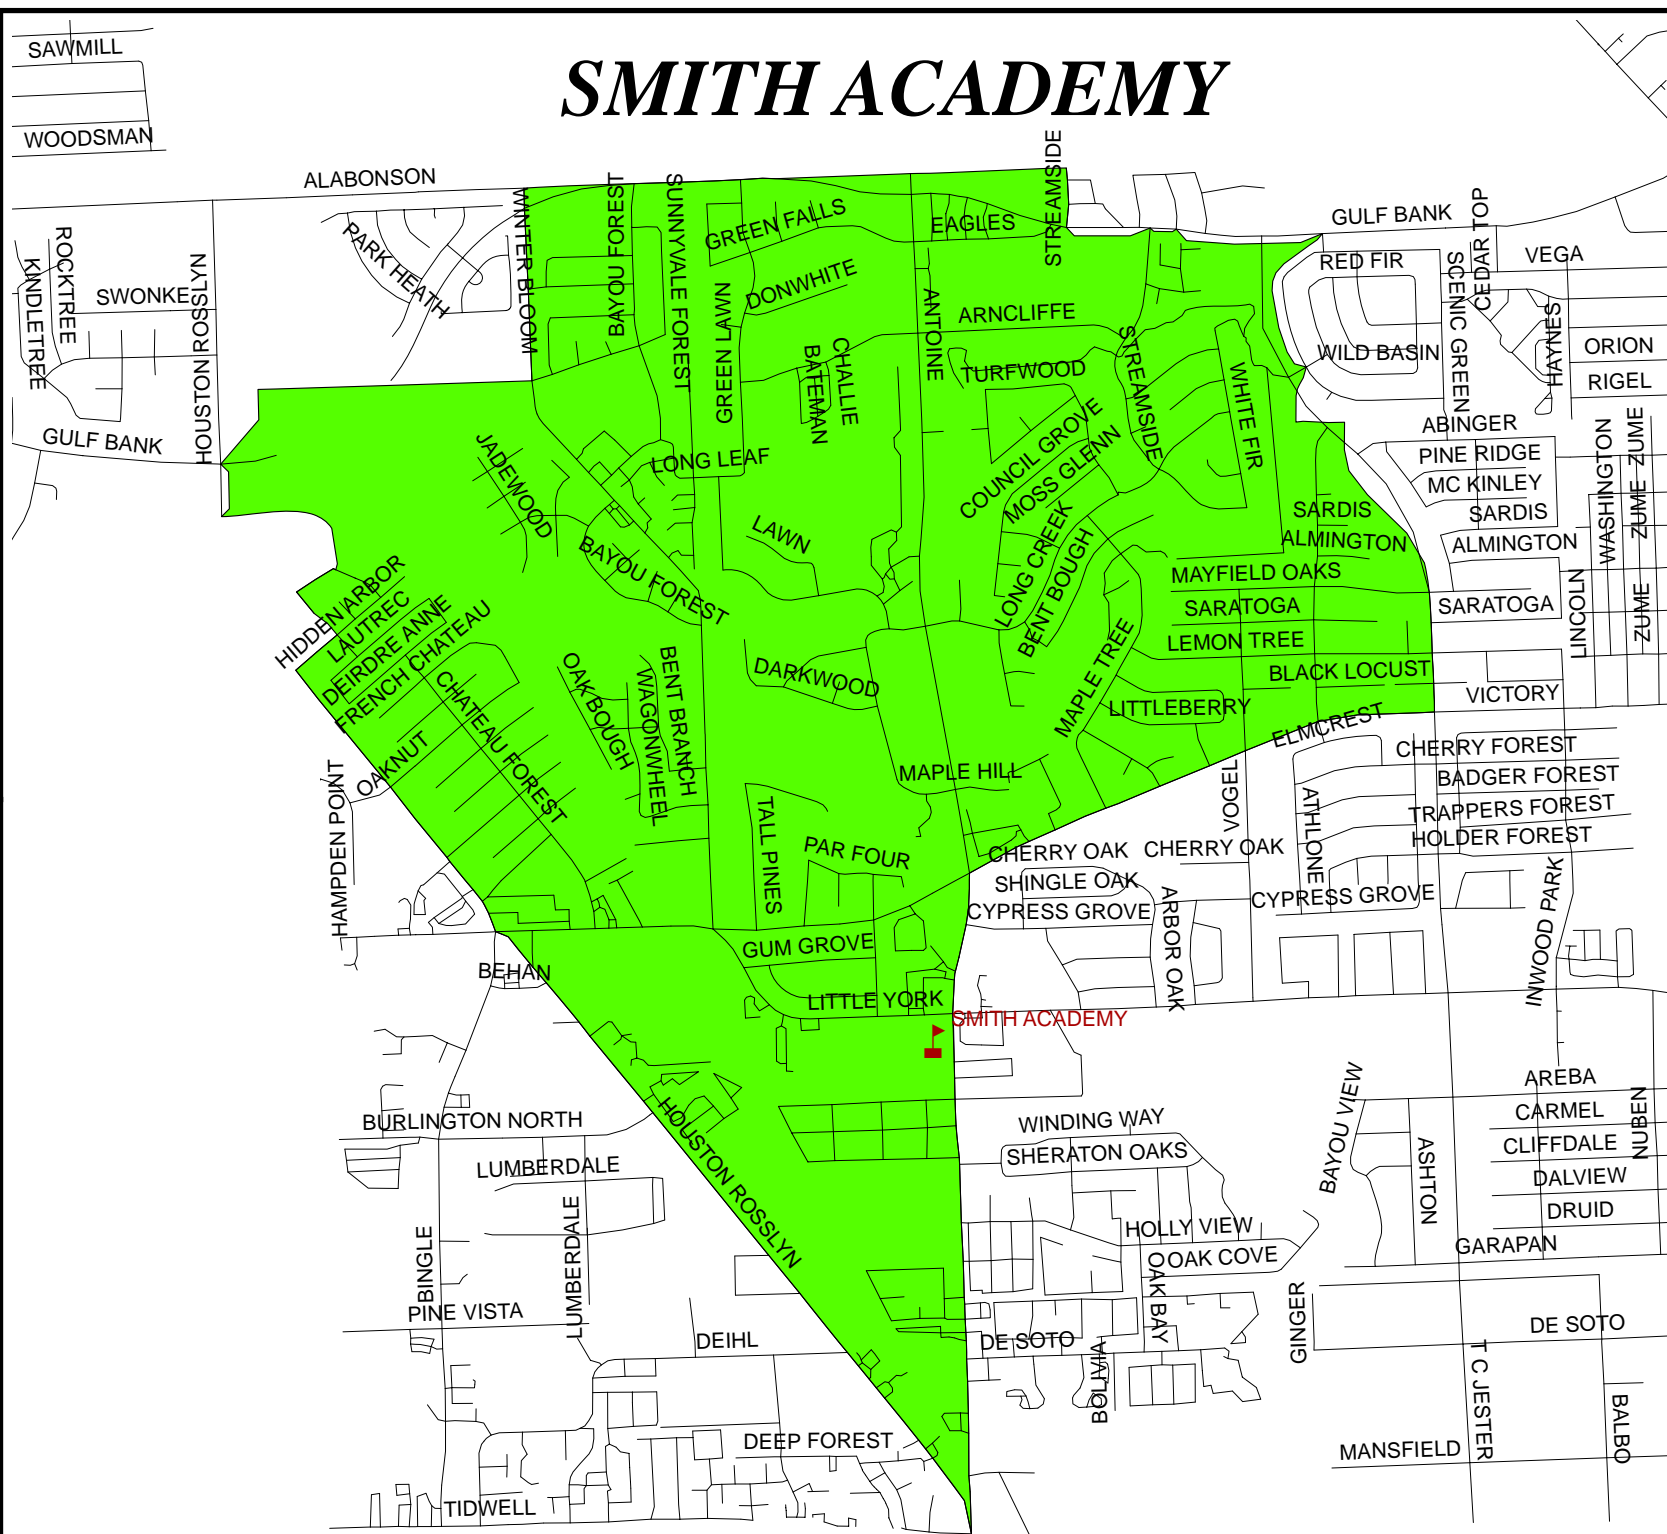 SMITH ACADEMY
SAWMILL
WOODSMAN
ALABONSON
STREAMSIDE
GULF BANK
CEDAR TOP
ROCKTREE
KINDLETREE
SWONKE
HOUSTON ROSSLYN
PARK HEATH
WINTER BLOOM
BAYOU FOREST
SUNNYVALE FOREST
GREEN FALLS
EAGLES
RED FIR
SCENIC GREEN
VEGA
DONWHITE
GREEN LAWN
ANTOINE
ARNCLIFFE
HAYNES
ORION
RIGEL
CHALLIE
BATEMAN
TURFWOOD
STREAMSIDE
WHITE FIR
WILD BASIN
GULF BANK
JADEWOOD
LONG LEAF
COUNCIL GROVE
MOSS GLENN
ABINGER
PINE RIDGE
MC KINLEY
SARDIS
SARDIS
WASHINGTON
ZUME
ZUME
LAWN
LONG CREEK
BENT BOUGH
ALMINGTON
ALMINGTON
BAYOU FOREST
MAYFIELD OAKS
SARATOGA
SARATOGA
LINCOLN
ZUME
HIDDEN ARBOR
LAUTREC
DEIRDRE ANNE
FRENCH CHATEAU
LEMON TREE
BLACK LOCUST
VICTORY
OAK BOUGH
WAGONWHEEL
BENT BRANCH
DARKWOOD
MAPLE TREE
LITTLEBERRY
CHATEAU FOREST
OAKNUT
ELMCREST
CHERRY FOREST
BADGER FOREST
TRAPPERS FOREST
HOLDER FOREST
MAPLE HILL
HAMPDEN POINT
TALL PINES
PAR FOUR
VOGEL
ATHLONE
CHERRY OAK
CHERRY OAK
SHINGLE OAK
CYPRESS GROVE
CYPRESS GROVE
ARBOR OAK
INWOOD PARK
GUM GROVE
BEHAN
LITTLE YORK
SMITH ACADEMY
BURLINGTON NORTH
LUMBERDALE
HOUSTON ROSSLYN
WINDING WAY
SHERATON OAKS
BAYOU VIEW
AREBA
CARMEL
CLIFFDALE
DALVIEW
DRUID
NUBEN
ASHTON
GARAPAN
BINGLE
LUMBERDALE
HOLLY VIEW
OAK COVE
OAK BAY
GINGER
PINE VISTA
DEIHL
DE SOTO
BOLIVIA
DE SOTO
T C JESTER
BALBO
DEEP FOREST
MANSFIELD
TIDWELL